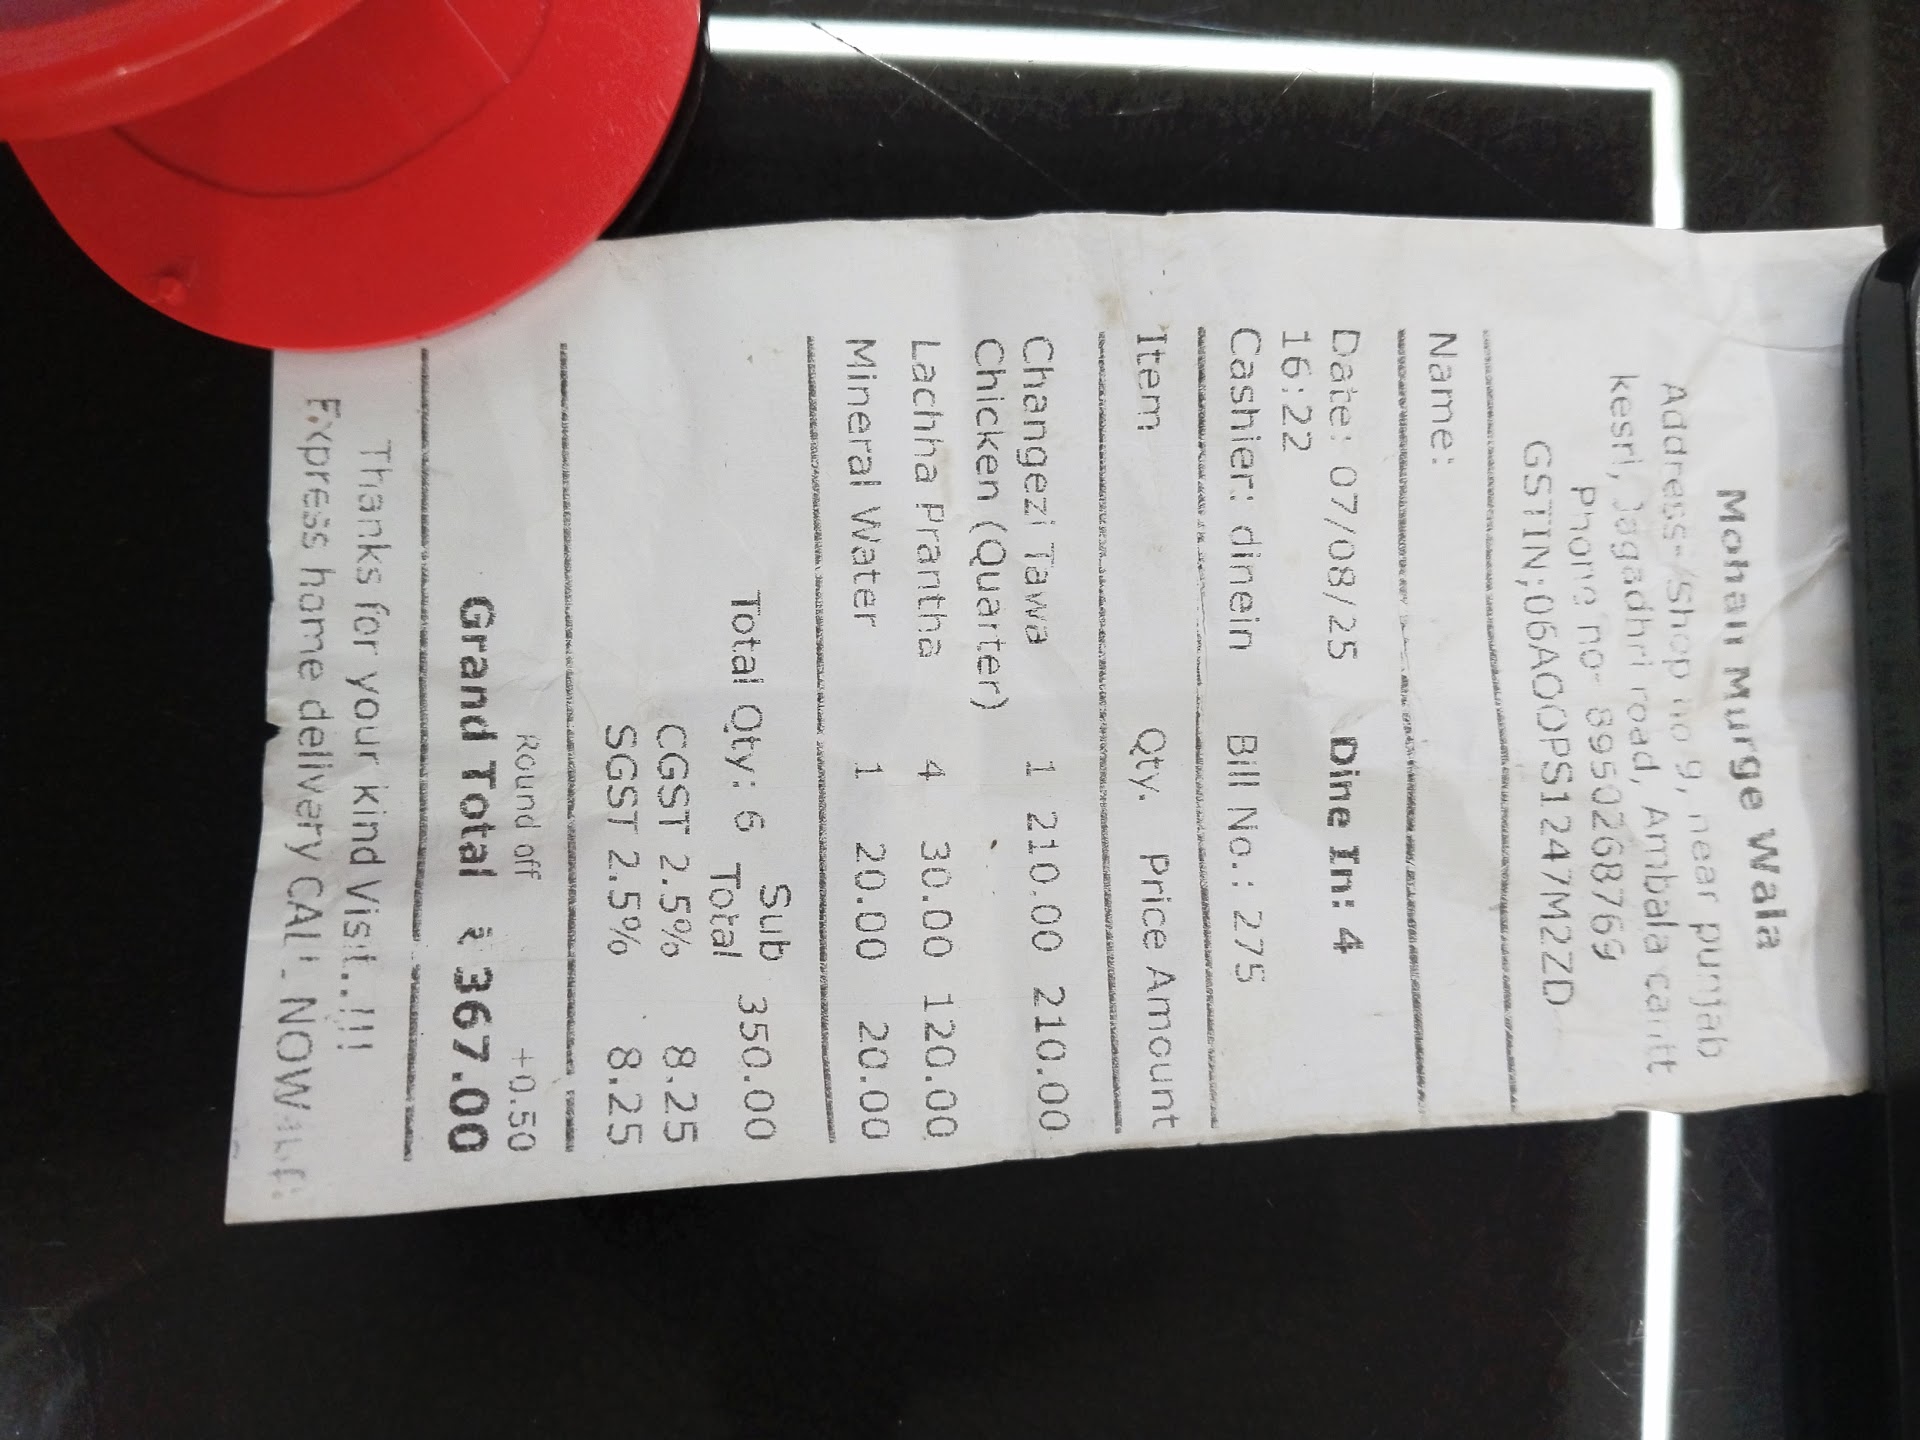 Mohali Murge Wala
Address-/Shop no 9, near punjab
kesri, Jagadhri road, Ambala cantt
Phone no- 8950268769
GSTIN;06AOOPS1247M2ZD
Name:
Date: 07/08/25 Dine In: 4
16:22
Cashier: dinein Bill No.: 275
Item Qty. Price Amount
Changezi Tawa 1 210.00 210.00
Chicken (Quarter)
Lachha Prantha 4 30.00 120.00
Mineral Water 1 20.00 20.00
Total Qty: 6 Sub Total 350.00
CGST 2.5% 8.25
SGST 2.5% 8.25
Round off +0.50
Grand Total ₹ 367.00
Thanks for your kind Visit..!!!
Express home delivery CALL NOW